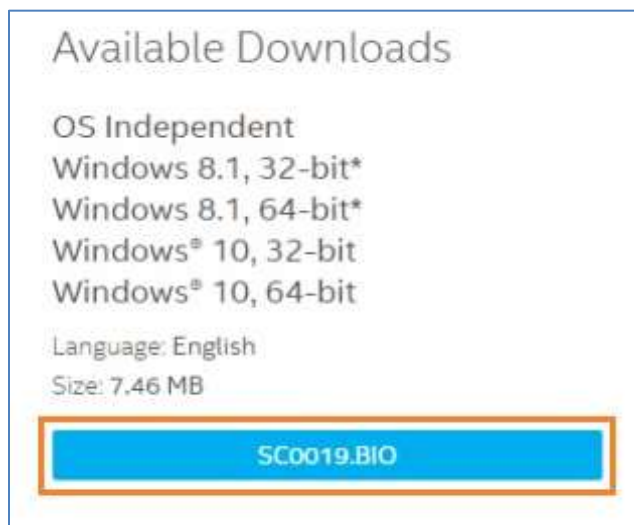 Available Downloads
OS Independent
Windows 8.1, 32-bit*
Windows 8.1, 64-bit*
Windows® 10, 32-bit
Windows® 10, 64-bit
Language: English
Size: 7.46 MB
SC0019.BIO